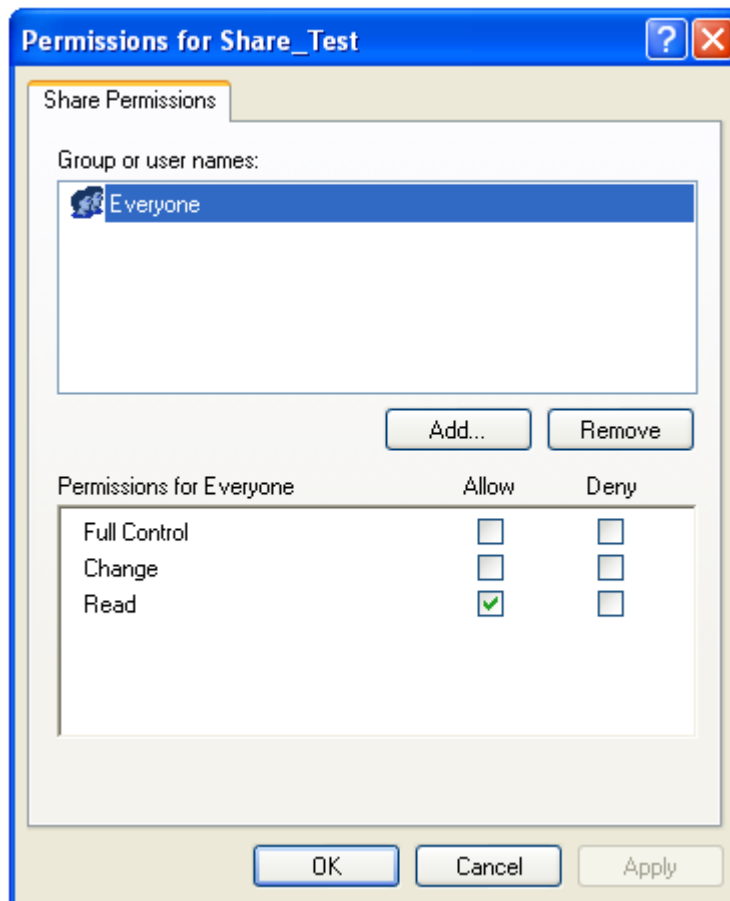 Permissions for Share_Test
Share Permissions
Group or user names:
Everyone
Add... Remove
Permissions for Everyone Allow Deny
Full Control
Change
Read
OK Cancel Apply